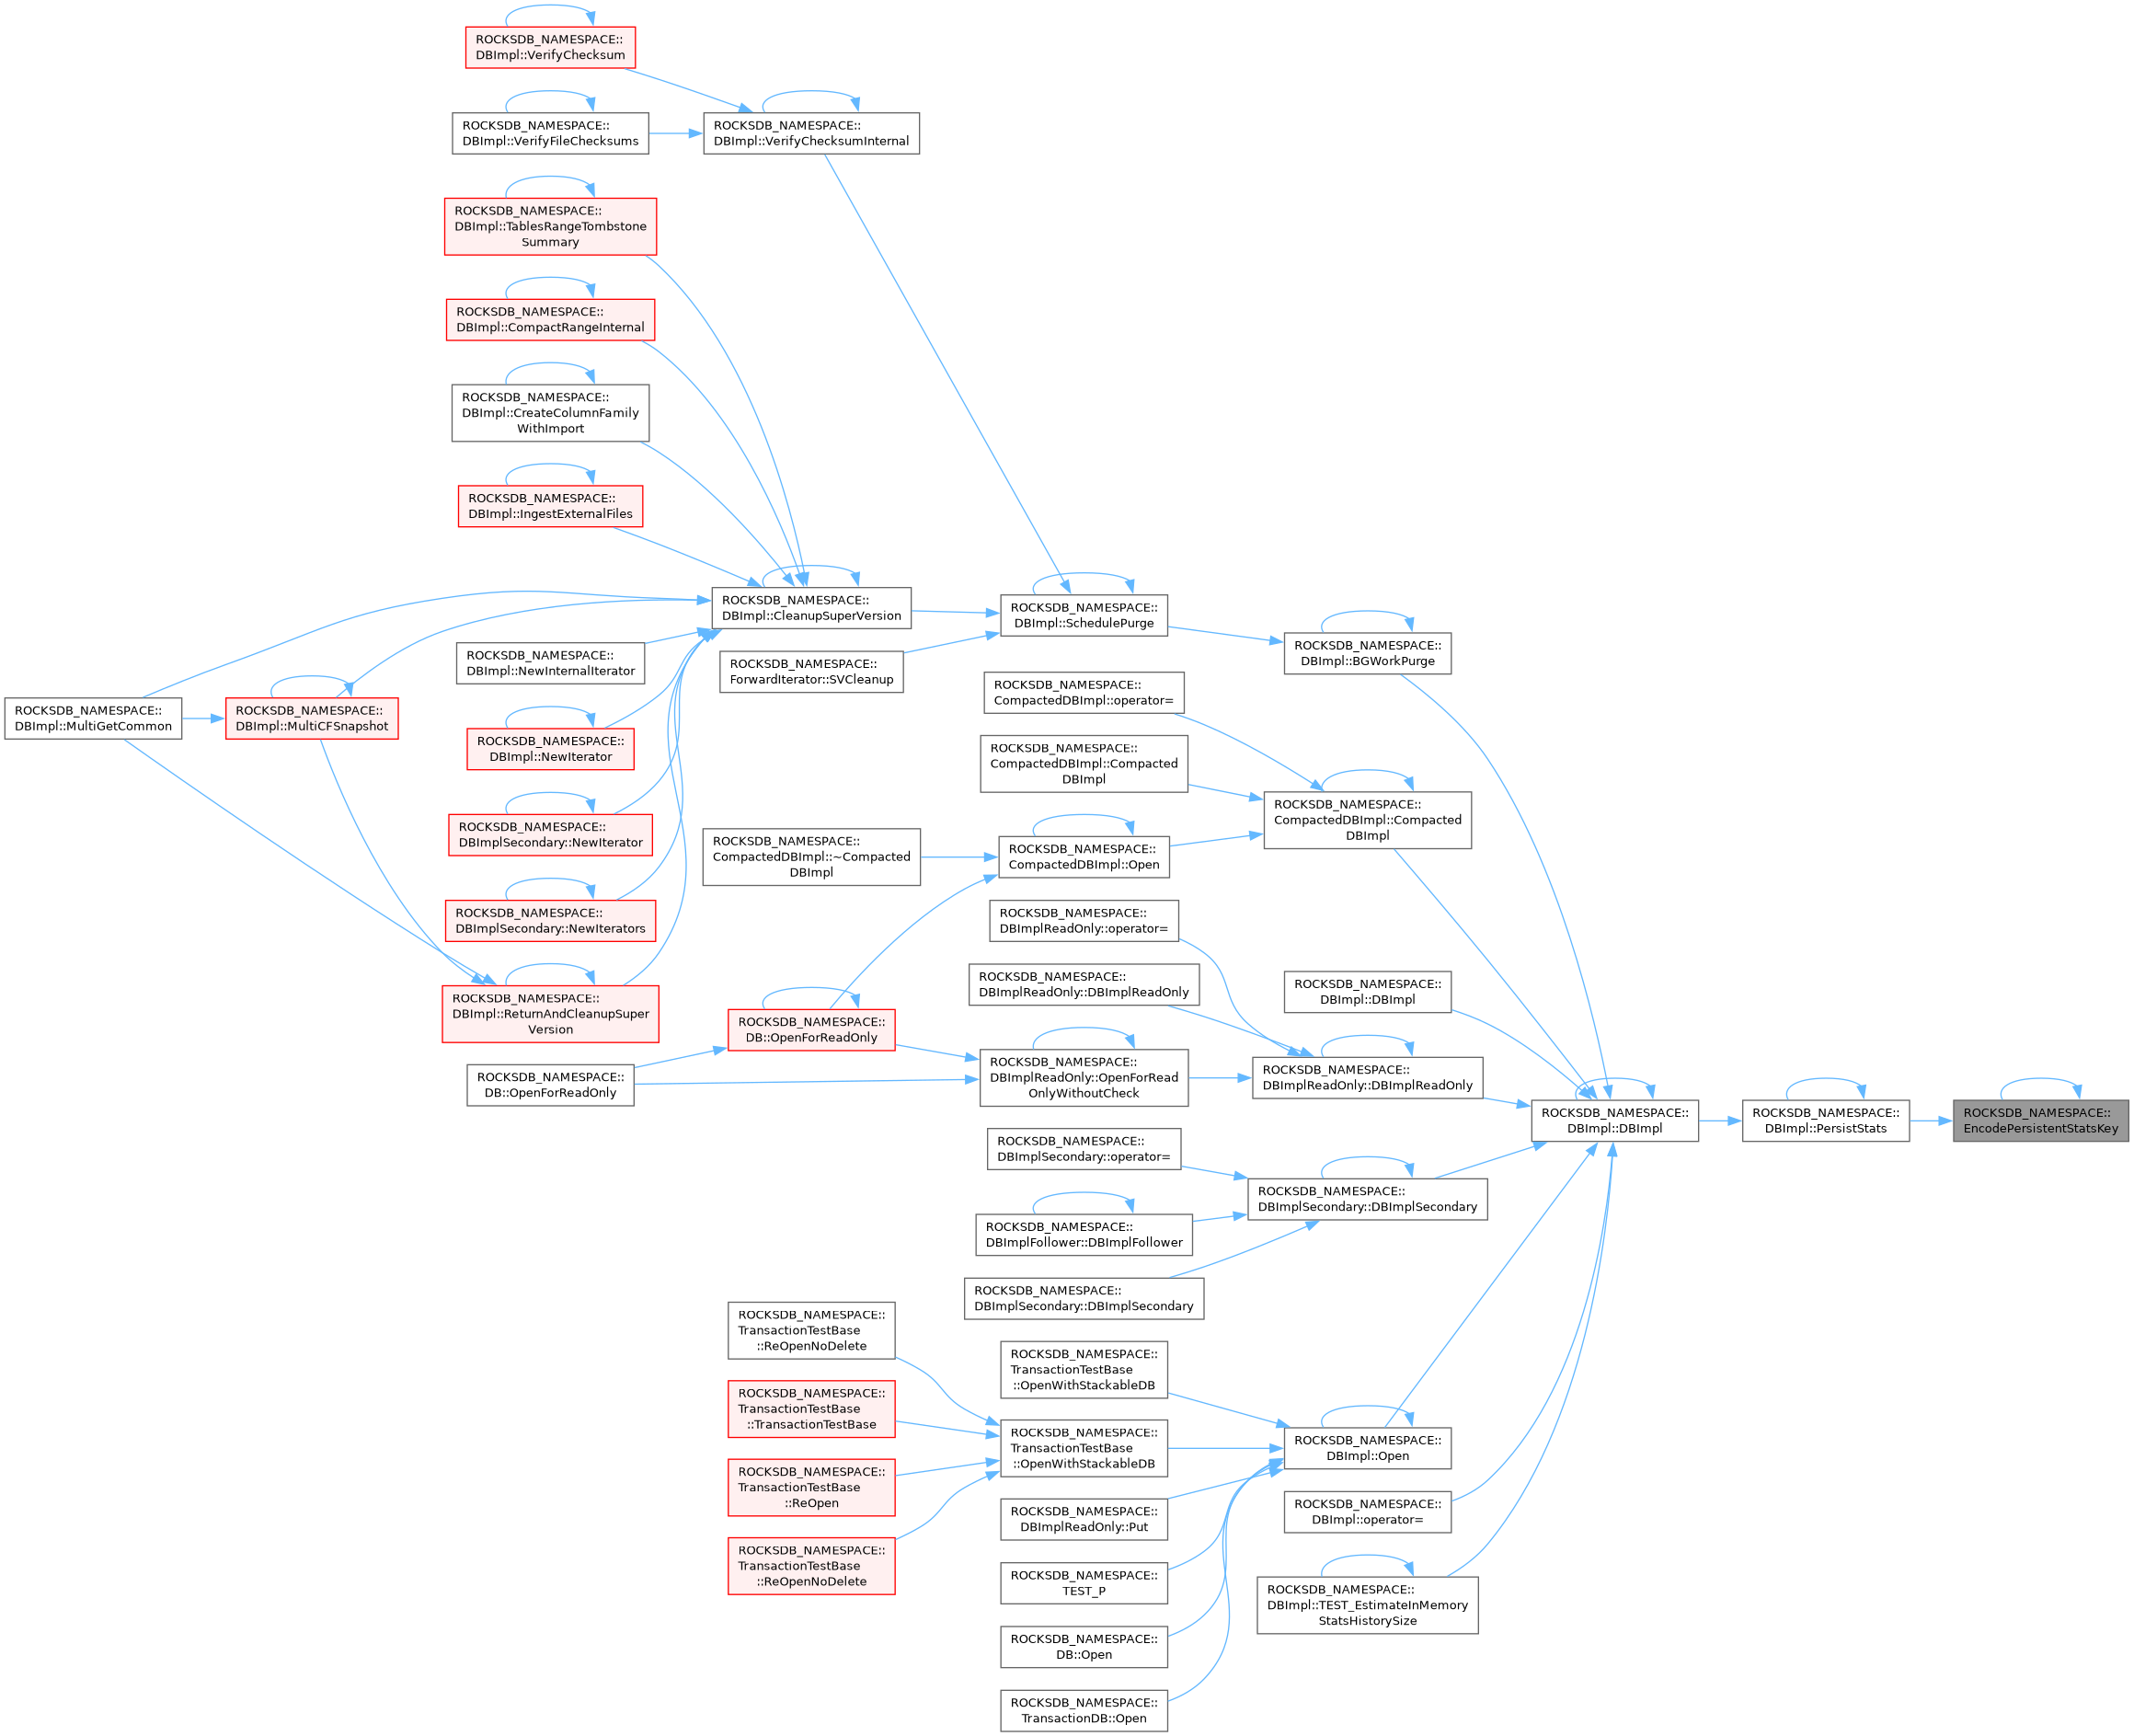 ROCKSDB_NAMESPACE::
DBImpl::VerifyChecksum
ROCKSDB_NAMESPACE::
DBImpl::VerifyFileChecksums
ROCKSDB_NAMESPACE::
DBImpl::VerifyChecksumInternal
ROCKSDB_NAMESPACE::
DBImpl::TablesRangeTombstone
Summary
ROCKSDB_NAMESPACE::
DBImpl::CompactRangeInternal
ROCKSDB_NAMESPACE::
DBImpl::CreateColumnFamily
WithImport
ROCKSDB_NAMESPACE::
DBImpl::IngestExternalFiles
ROCKSDB_NAMESPACE::
DBImpl::CleanupSuperVersion
ROCKSDB_NAMESPACE::
DBImpl::SchedulePurge
ROCKSDB_NAMESPACE::
DBImpl::BGWorkPurge
ROCKSDB_NAMESPACE::
DBImpl::NewInternalIterator
ROCKSDB_NAMESPACE::
ForwardIterator::SVCleanup
ROCKSDB_NAMESPACE::
CompactedDBImpl::operator=
ROCKSDB_NAMESPACE::
DBImpl::MultiGetCommon
ROCKSDB_NAMESPACE::
DBImpl::MultiCFSnapshot
ROCKSDB_NAMESPACE::
DBImpl::NewIterator
ROCKSDB_NAMESPACE::
CompactedDBImpl::Compacted
DBImpl
ROCKSDB_NAMESPACE::
CompactedDBImpl::Compacted
DBImpl
ROCKSDB_NAMESPACE::
DBImplSecondary::NewIterator
ROCKSDB_NAMESPACE::
CompactedDBImpl::~Compacted
DBImpl
ROCKSDB_NAMESPACE::
CompactedDBImpl::Open
ROCKSDB_NAMESPACE::
DBImplSecondary::NewIterators
ROCKSDB_NAMESPACE::
DBImplReadOnly::operator=
ROCKSDB_NAMESPACE::
DBImpl::ReturnAndCleanupSuper
Version
ROCKSDB_NAMESPACE::
DBImplReadOnly::DBImplReadOnly
ROCKSDB_NAMESPACE::
DBImpl::DBImpl
ROCKSDB_NAMESPACE::
DB::OpenForReadOnly
ROCKSDB_NAMESPACE::
DB::OpenForReadOnly
ROCKSDB_NAMESPACE::
DBImplReadOnly::OpenForRead
OnlyWithoutCheck
ROCKSDB_NAMESPACE::
DBImplReadOnly::DBImplReadOnly
ROCKSDB_NAMESPACE::
DBImpl::DBImpl
ROCKSDB_NAMESPACE::
DBImpl::PersistStats
ROCKSDB_NAMESPACE::
EncodePersistentStatsKey
ROCKSDB_NAMESPACE::
DBImplSecondary::operator=
ROCKSDB_NAMESPACE::
DBImplSecondary::DBImplSecondary
ROCKSDB_NAMESPACE::
DBImplFollower::DBImplFollower
ROCKSDB_NAMESPACE::
DBImplSecondary::DBImplSecondary
ROCKSDB_NAMESPACE::
TransactionTestBase
::ReOpenNoDelete
ROCKSDB_NAMESPACE::
TransactionTestBase
::OpenWithStackableDB
ROCKSDB_NAMESPACE::
TransactionTestBase
::TransactionTestBase
ROCKSDB_NAMESPACE::
TransactionTestBase
::OpenWithStackableDB
ROCKSDB_NAMESPACE::
DBImpl::Open
ROCKSDB_NAMESPACE::
TransactionTestBase
::ReOpen
ROCKSDB_NAMESPACE::
DBImplReadOnly::Put
ROCKSDB_NAMESPACE::
DBImpl::operator=
ROCKSDB_NAMESPACE::
TransactionTestBase
::ReOpenNoDelete
ROCKSDB_NAMESPACE::
TEST_P
ROCKSDB_NAMESPACE::
DBImpl::TEST_EstimateInMemory
StatsHistorySize
ROCKSDB_NAMESPACE::
DB::Open
ROCKSDB_NAMESPACE::
TransactionDB::Open